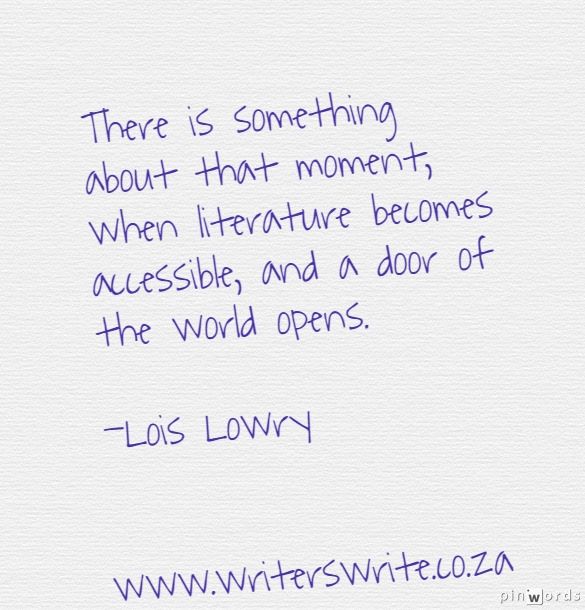 There is something
about that moment,
when literature becomes
accessible, and a door of
the world opens.
-Lois Lowry
www.writerswrite.co.za
pinwords